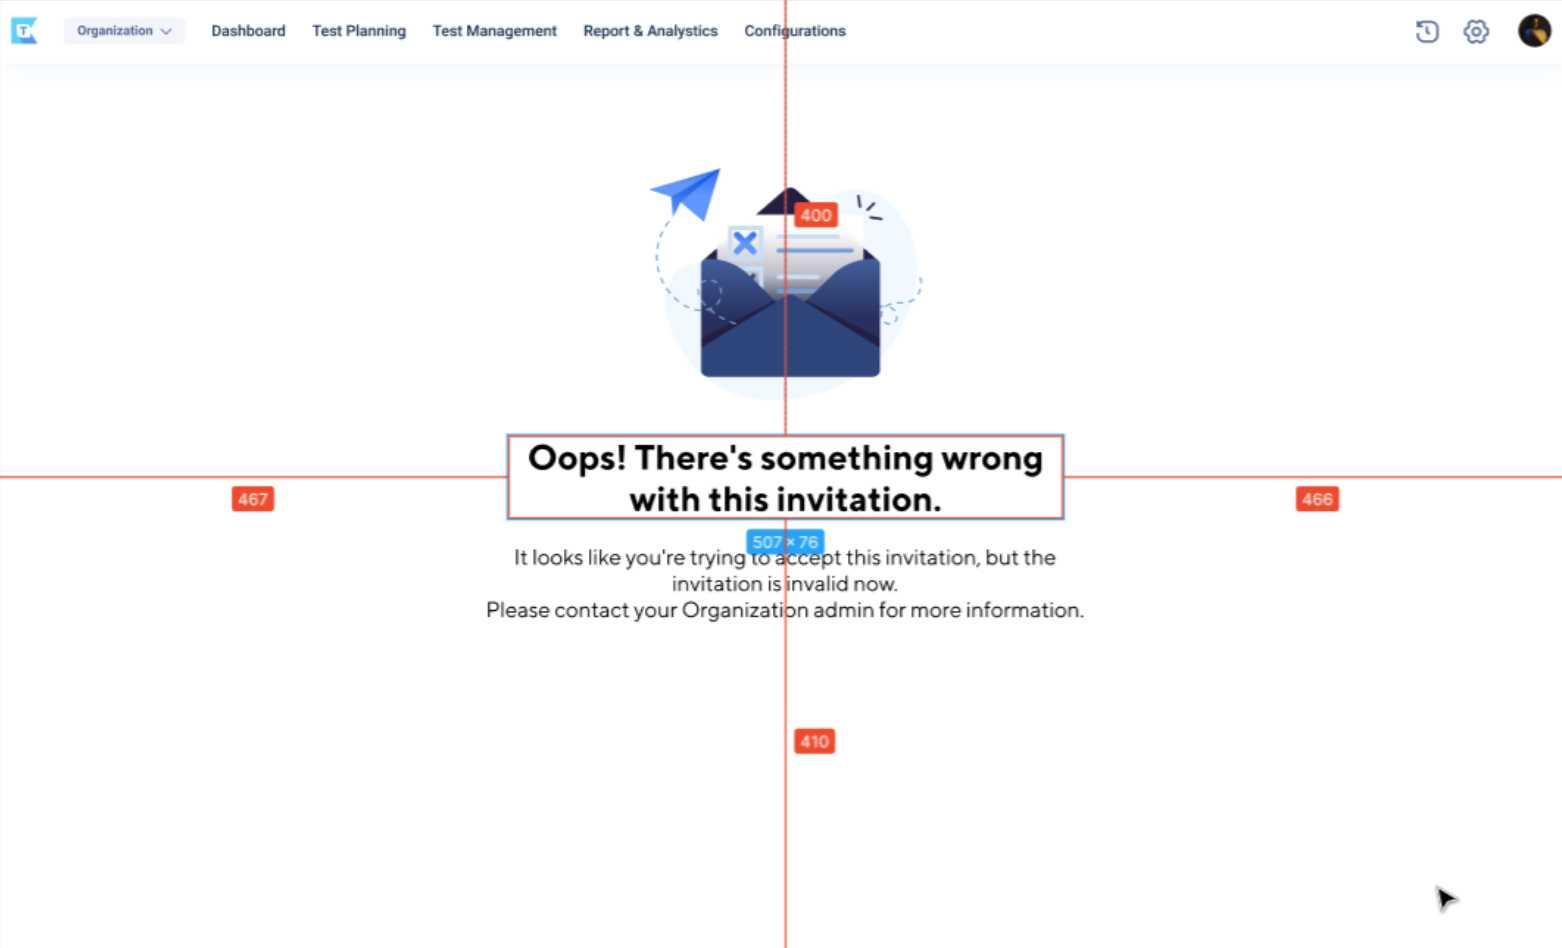 T
Organization
Dashboard
Test Planning
Test Management
Report & Analystics
Configurations
400
Oops! There's something wrong
with this invitation.
467
466
507 × 76
It looks like you're trying to accept this invitation, but the
invitation is invalid now.
Please contact your Organization admin for more information.
410